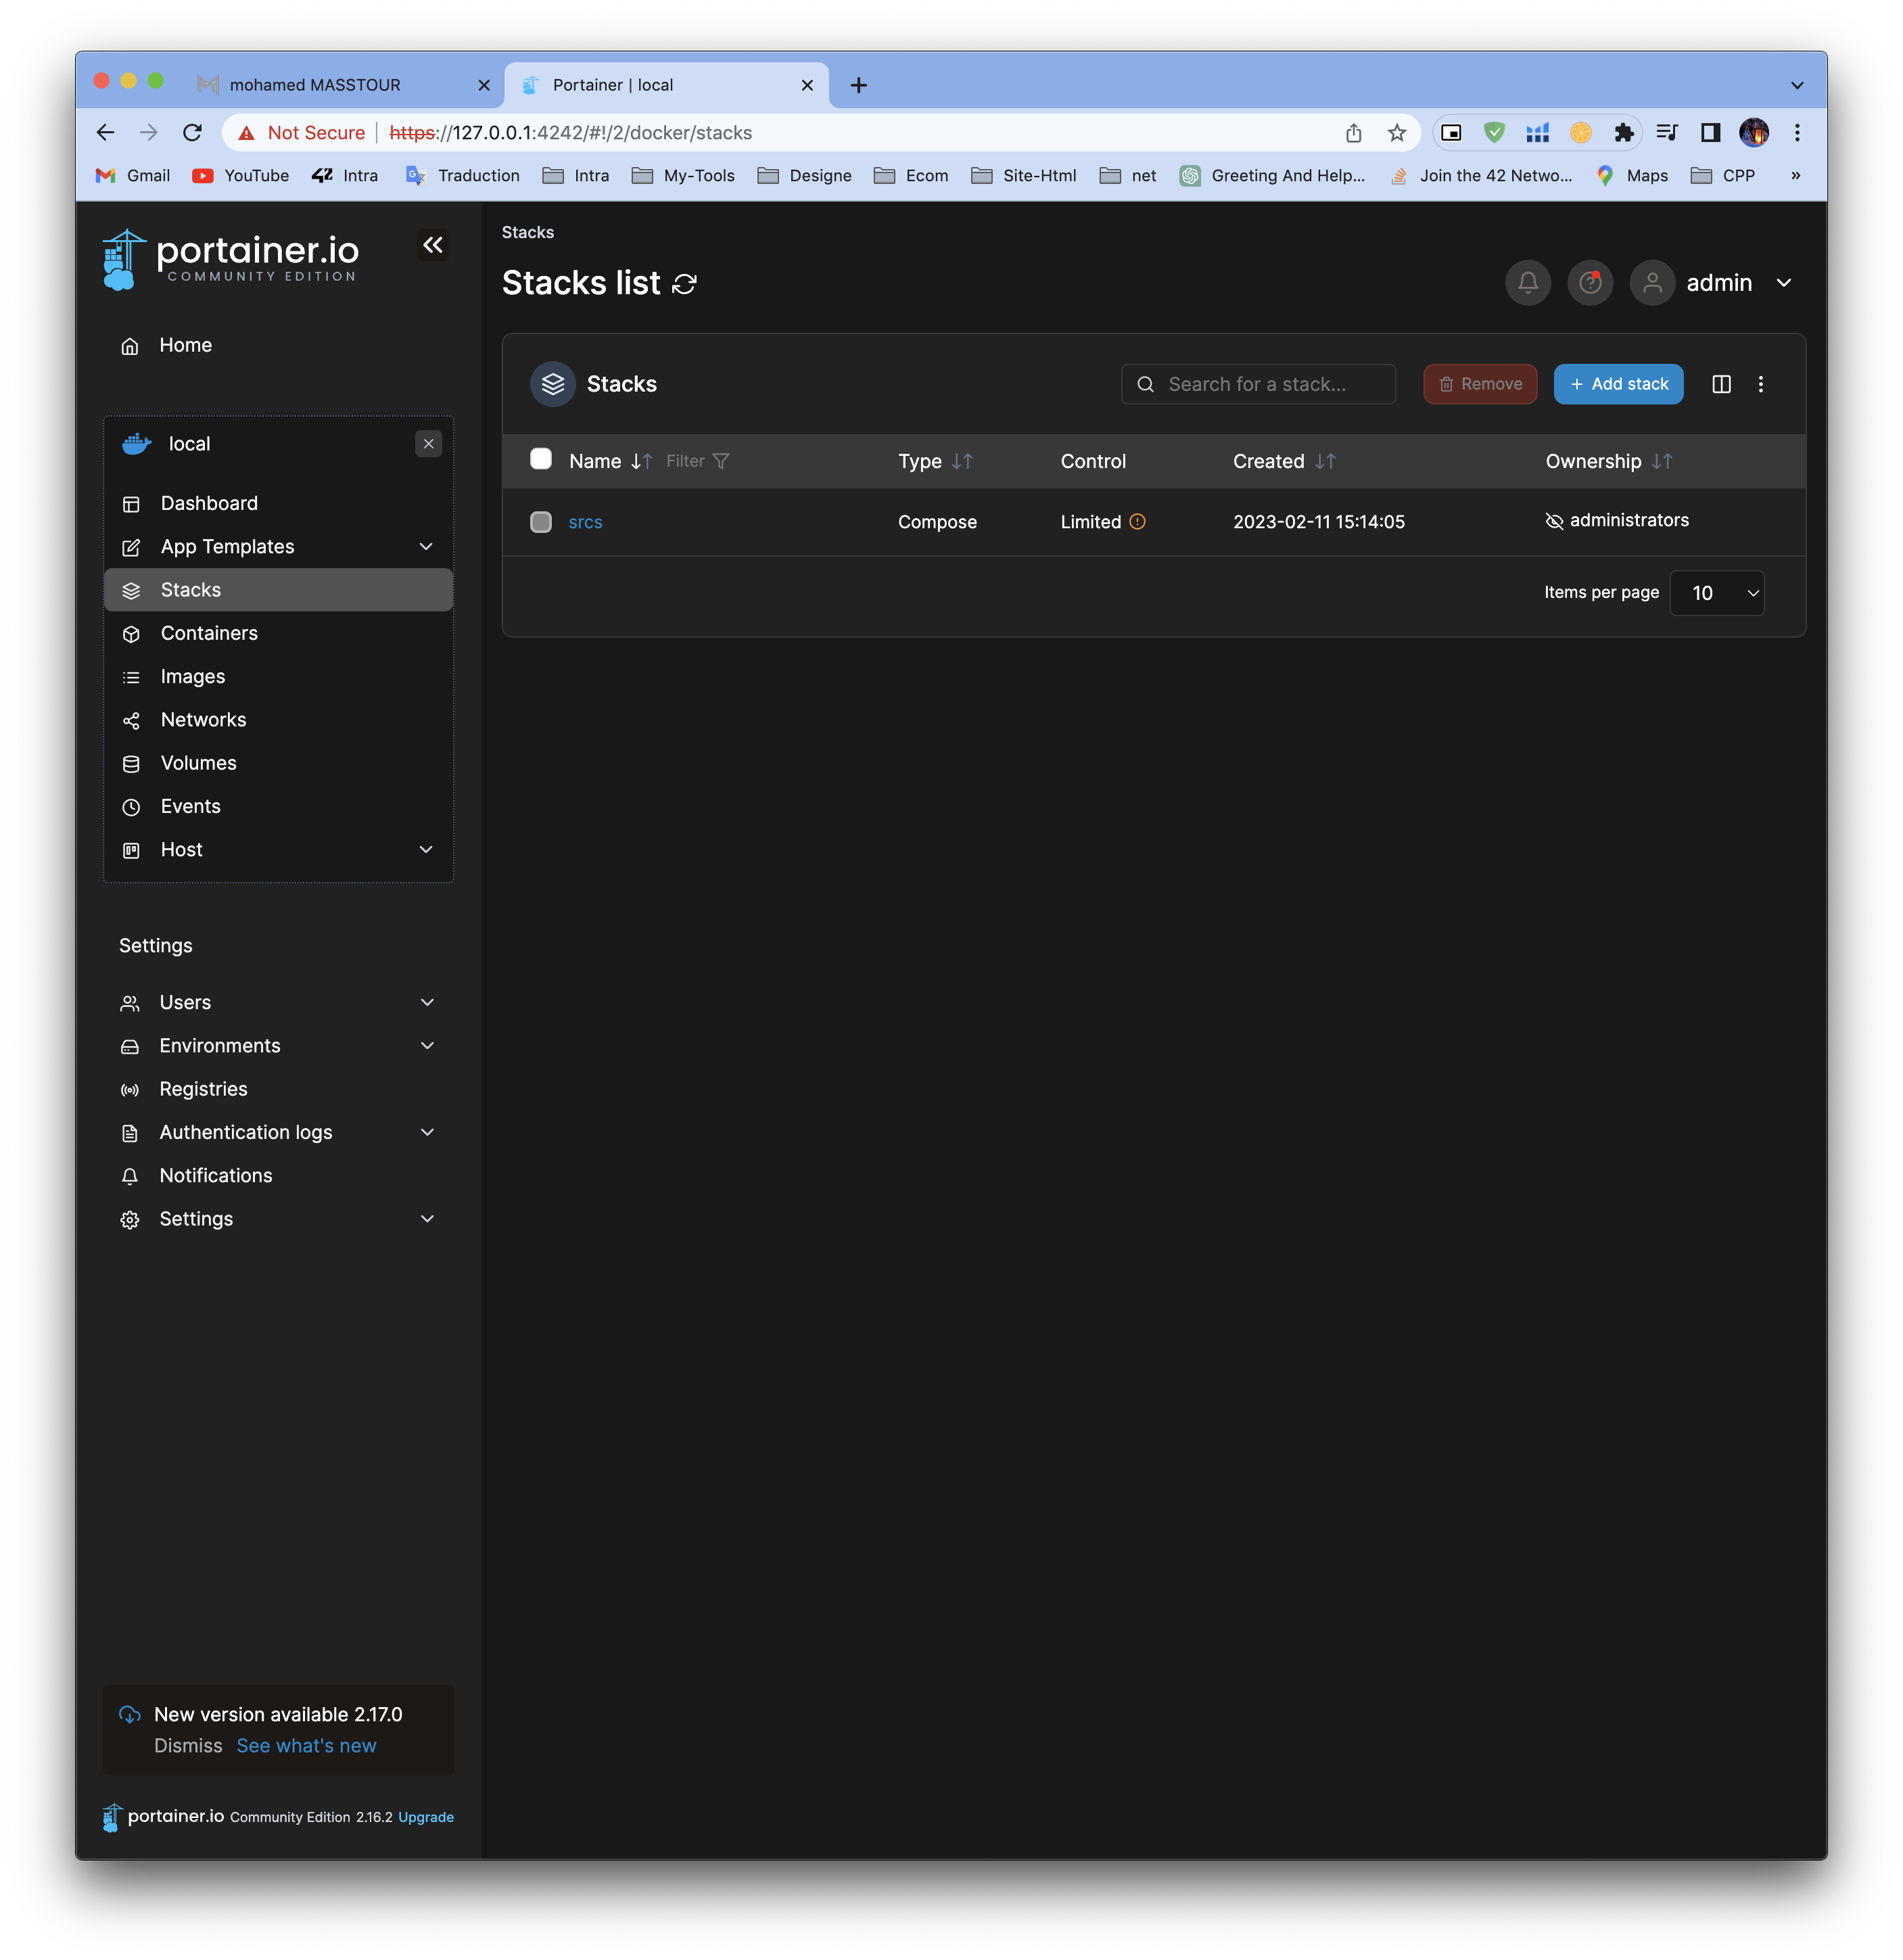 mohamed MASSTOUR
Portainer | local
Not Secure https://127.0.0.1:4242/#!/2/docker/stacks
Gmail YouTube 42 Intra Traduction Intra My-Tools Designe Ecom Site-Html net Greeting And Help... Join the 42 Netwo... Maps CPP »
portainer.io
COMMUNITY EDITION
Home
local
Dashboard
App Templates
Stacks
Containers
Images
Networks
Volumes
Events
Host
Settings
Users
Environments
Registries
Authentication logs
Notifications
Settings
New version available 2.17.0
Dismiss See what's new
portainer.io Community Edition 2.16.2 Upgrade
Stacks
Stacks list
admin
Stacks
Search for a stack...
Remove
+ Add stack
Name Filter Type Control Created Ownership
srcs Compose Limited 2023-02-11 15:14:05 administrators
Items per page 10